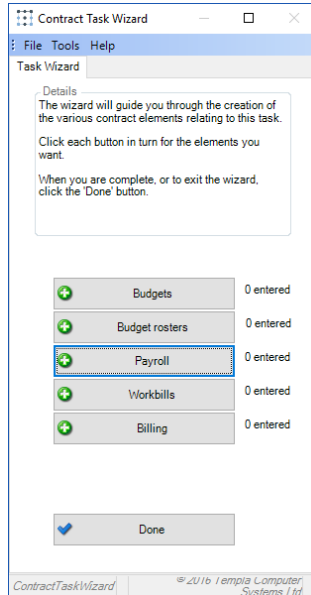 Contract Task Wizard
File Tools Help
Task Wizard
Details
The wizard will guide you through the creation of
the various contract elements relating to this task.
Click each button in turn for the elements you
want.
When you are complete, or to exit the wizard,
click the 'Done' button.
Budgets 0 entered
Budget rosters 0 entered
Payroll 0 entered
Workbills 0 entered
Billing 0 entered
Done
ContractTaskWizard © 2016 Templa Computer
Systems Ltd